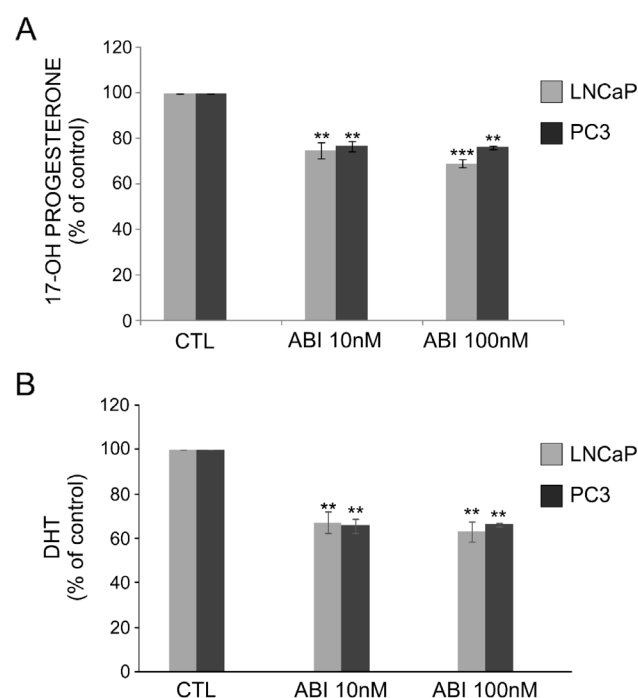 A
17-OH PROGESTERONE
(% of control)
120
100
80
60
40
20
0
** **
*** **
CTL
ABI 10nM
ABI 100nM
LNCaP
PC3
B
DHT
(% of control)
120
100
80
60
40
20
0
** **
** **
CTL
ABI 10nM
ABI 100nM
LNCaP
PC3